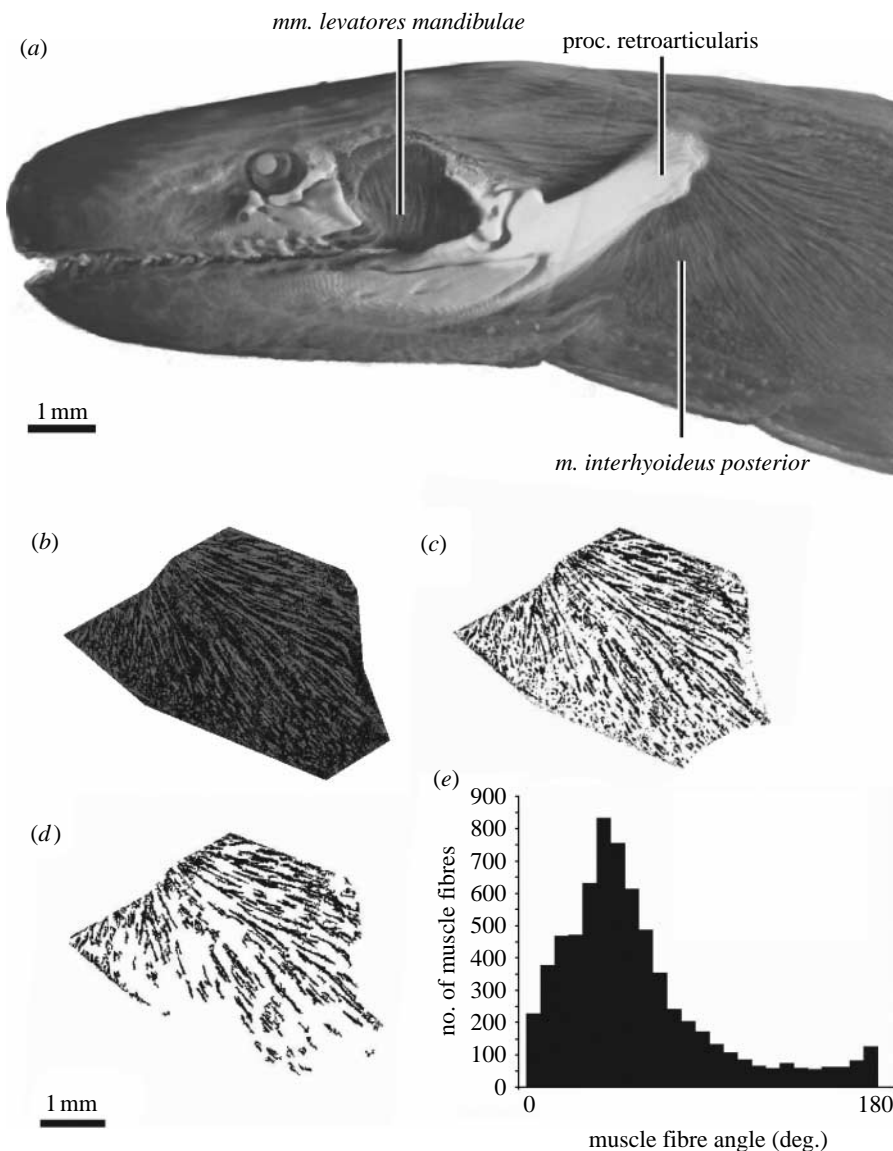 mm. levatores mandibulae
(a)
proc. retroarticularis
1 mm
m. interhyoideus posterior
(b)
(c)
(d)
1 mm
(e)
900
800
700
600
500
400
300
200
100
0
no. of muscle fibres
0
180
muscle fibre angle (deg.)